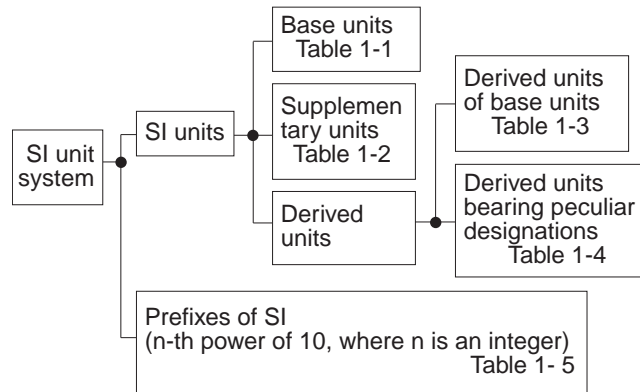 SI unit
system
SI units
Base units
Table 1-1
Supplemen
tary units
Table 1-2
Derived
units
Derived units
of base units
Table 1-3
Derived units
bearing peculiar
designations
Table 1-4
Prefixes of SI
(n-th power of 10, where n is an integer)
Table 1- 5